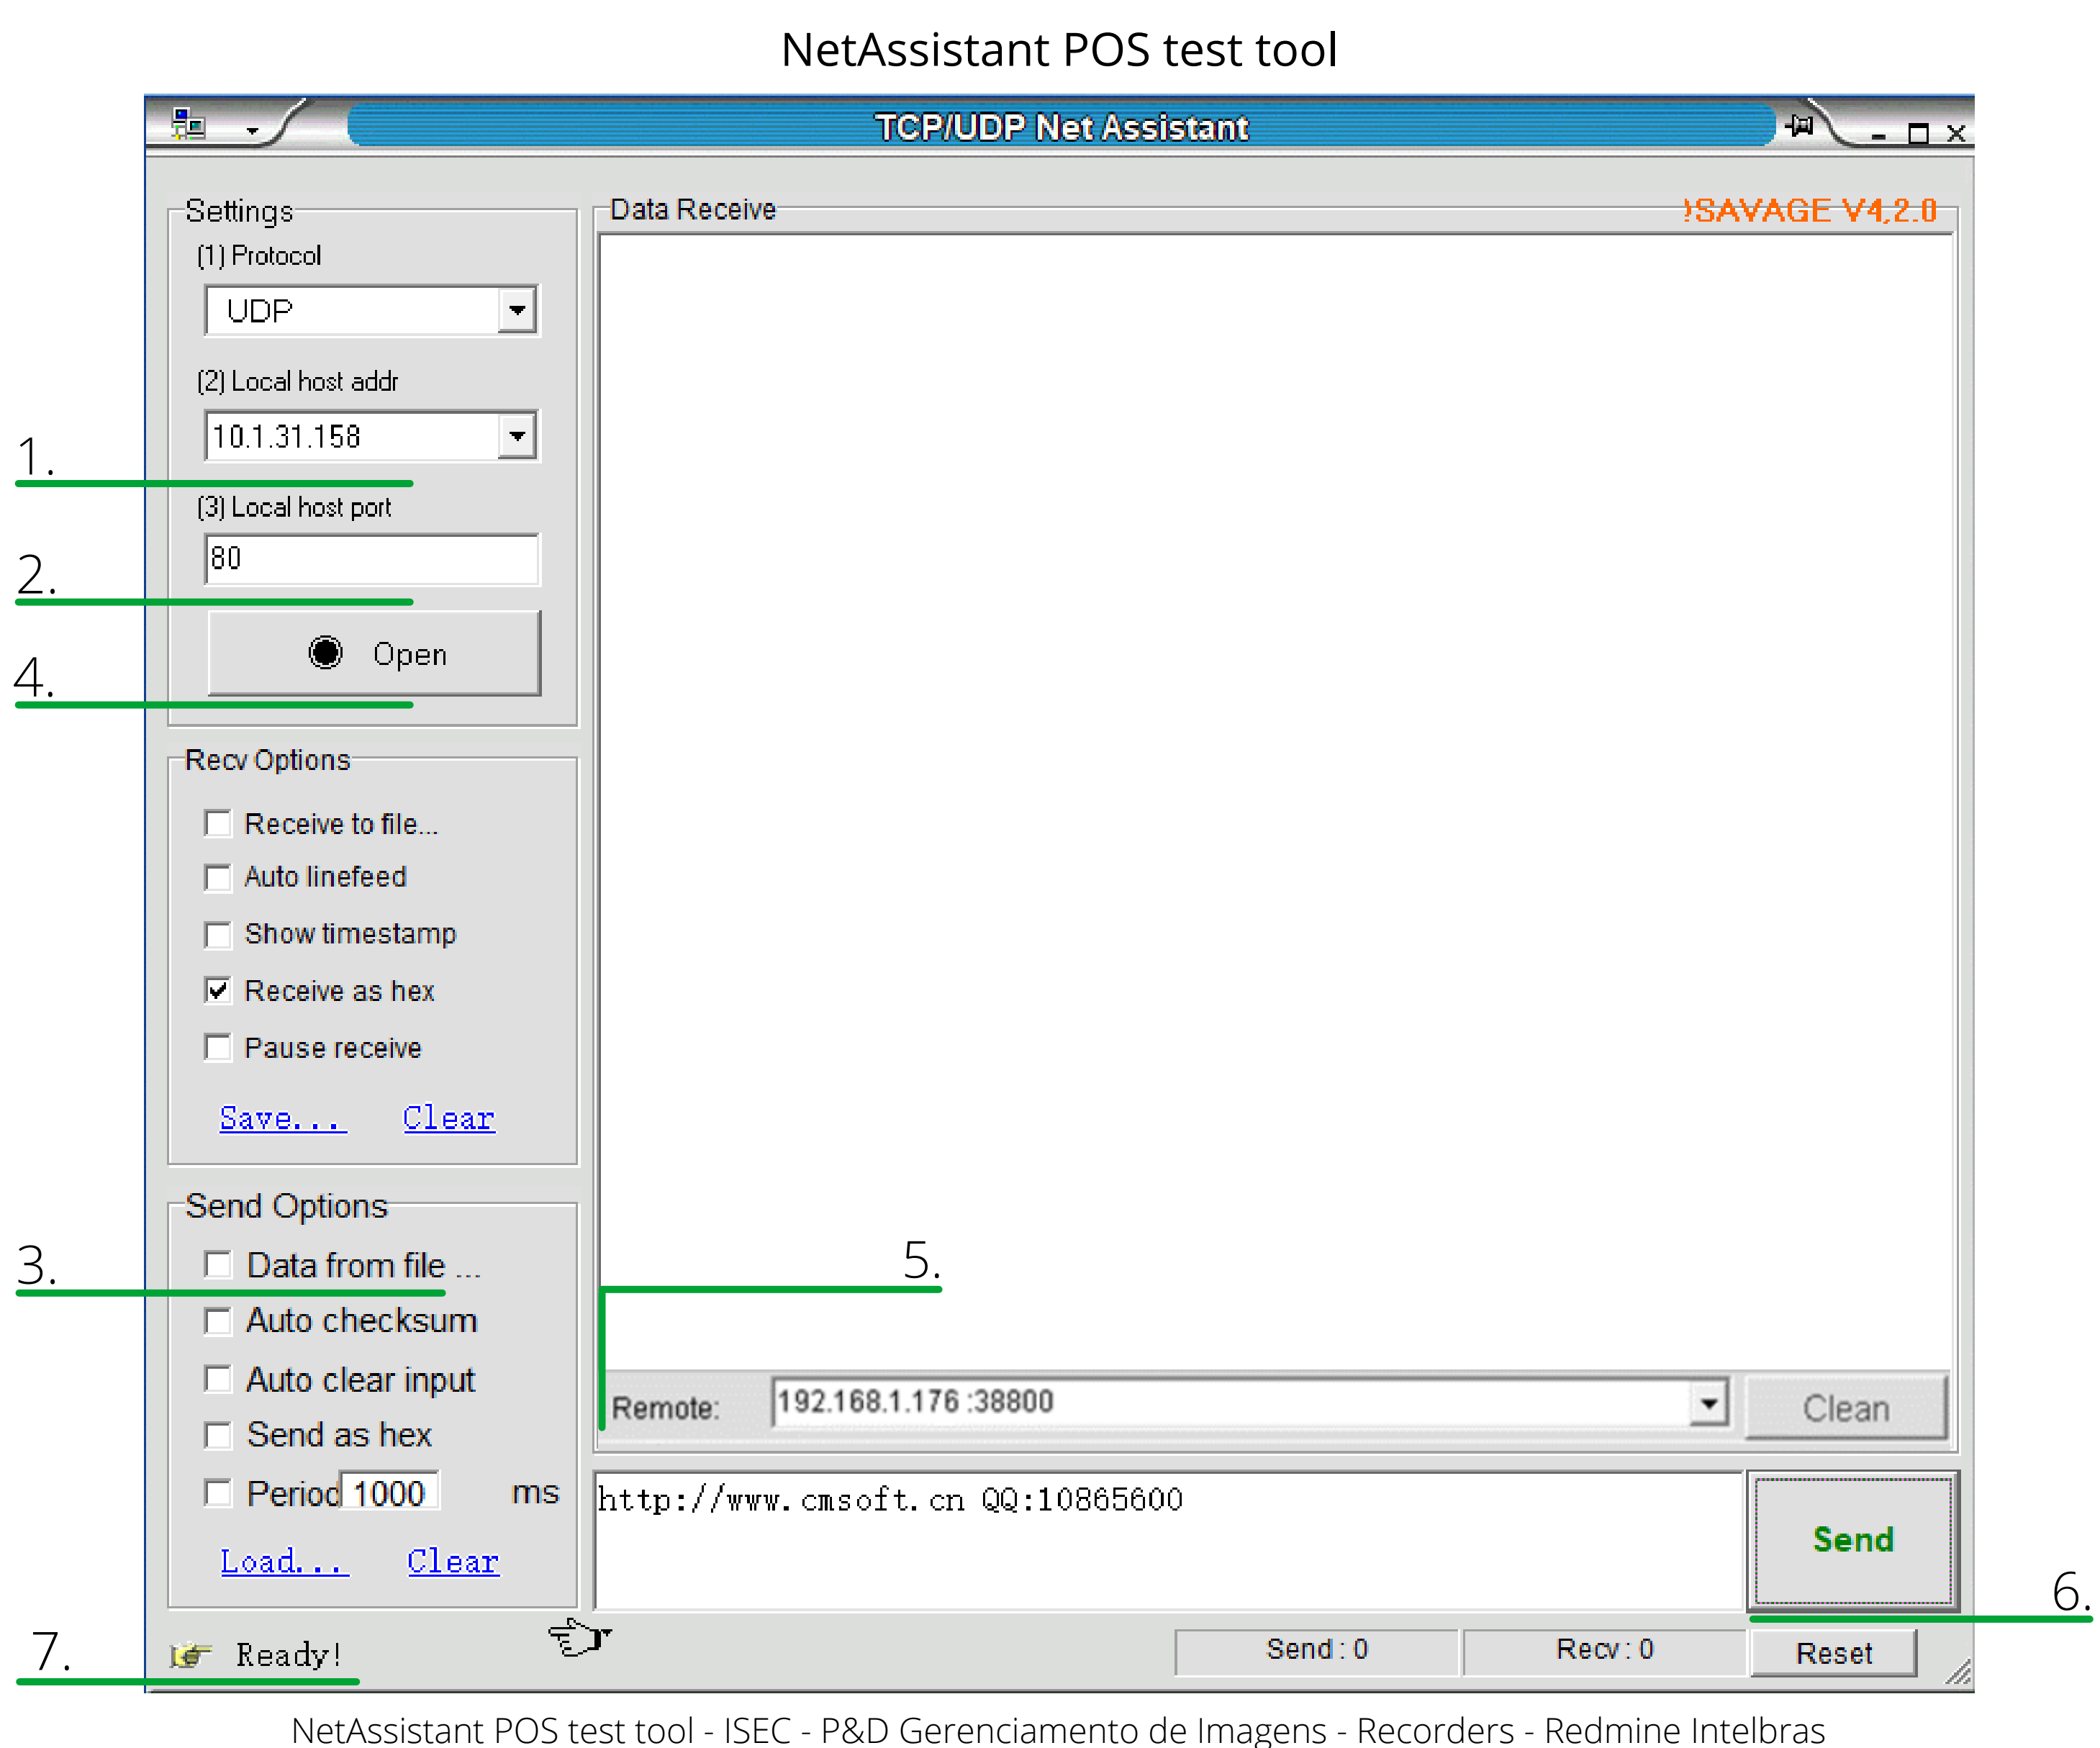 NetAssistant POS test tool
TCP/UDP Net Assistant
Settings
(1) Protocol
UDP
(2) Local host addr
10.1.31.158
1.
(3) Local host port
80
2.
Open
4.
Recv Options
Receive to file...
Auto linefeed
Show timestamp
Receive as hex
Pause receive
Save... Clear
Send Options
Data from file ...
3.
Auto checksum
Auto clear input
Send as hex
Period 1000 ms
Load... Clear
Data Receive
!SAVAGE V4,2.0
5.
Remote: 192.168.1.176 :38800 Clean
http://www.cmsoft.cn QQ:10865600
Send
6.
7.
Ready!
Send : 0 Recv : 0 Reset
NetAssistant POS test tool - ISEC - P&D Gerenciamento de Imagens - Recorders - Redmine Intelbras